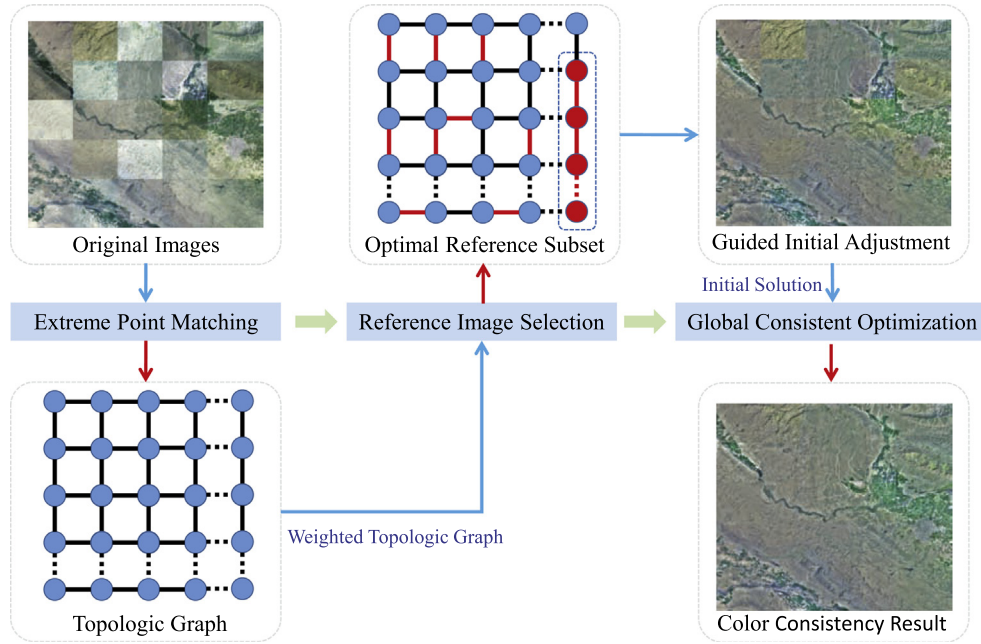 Original Images
Optimal Reference Subset
Guided Initial Adjustment
Initial Solution
Extreme Point Matching
Reference Image Selection
Global Consistent Optimization
Weighted Topologic Graph
Topologic Graph
Color Consistency Result